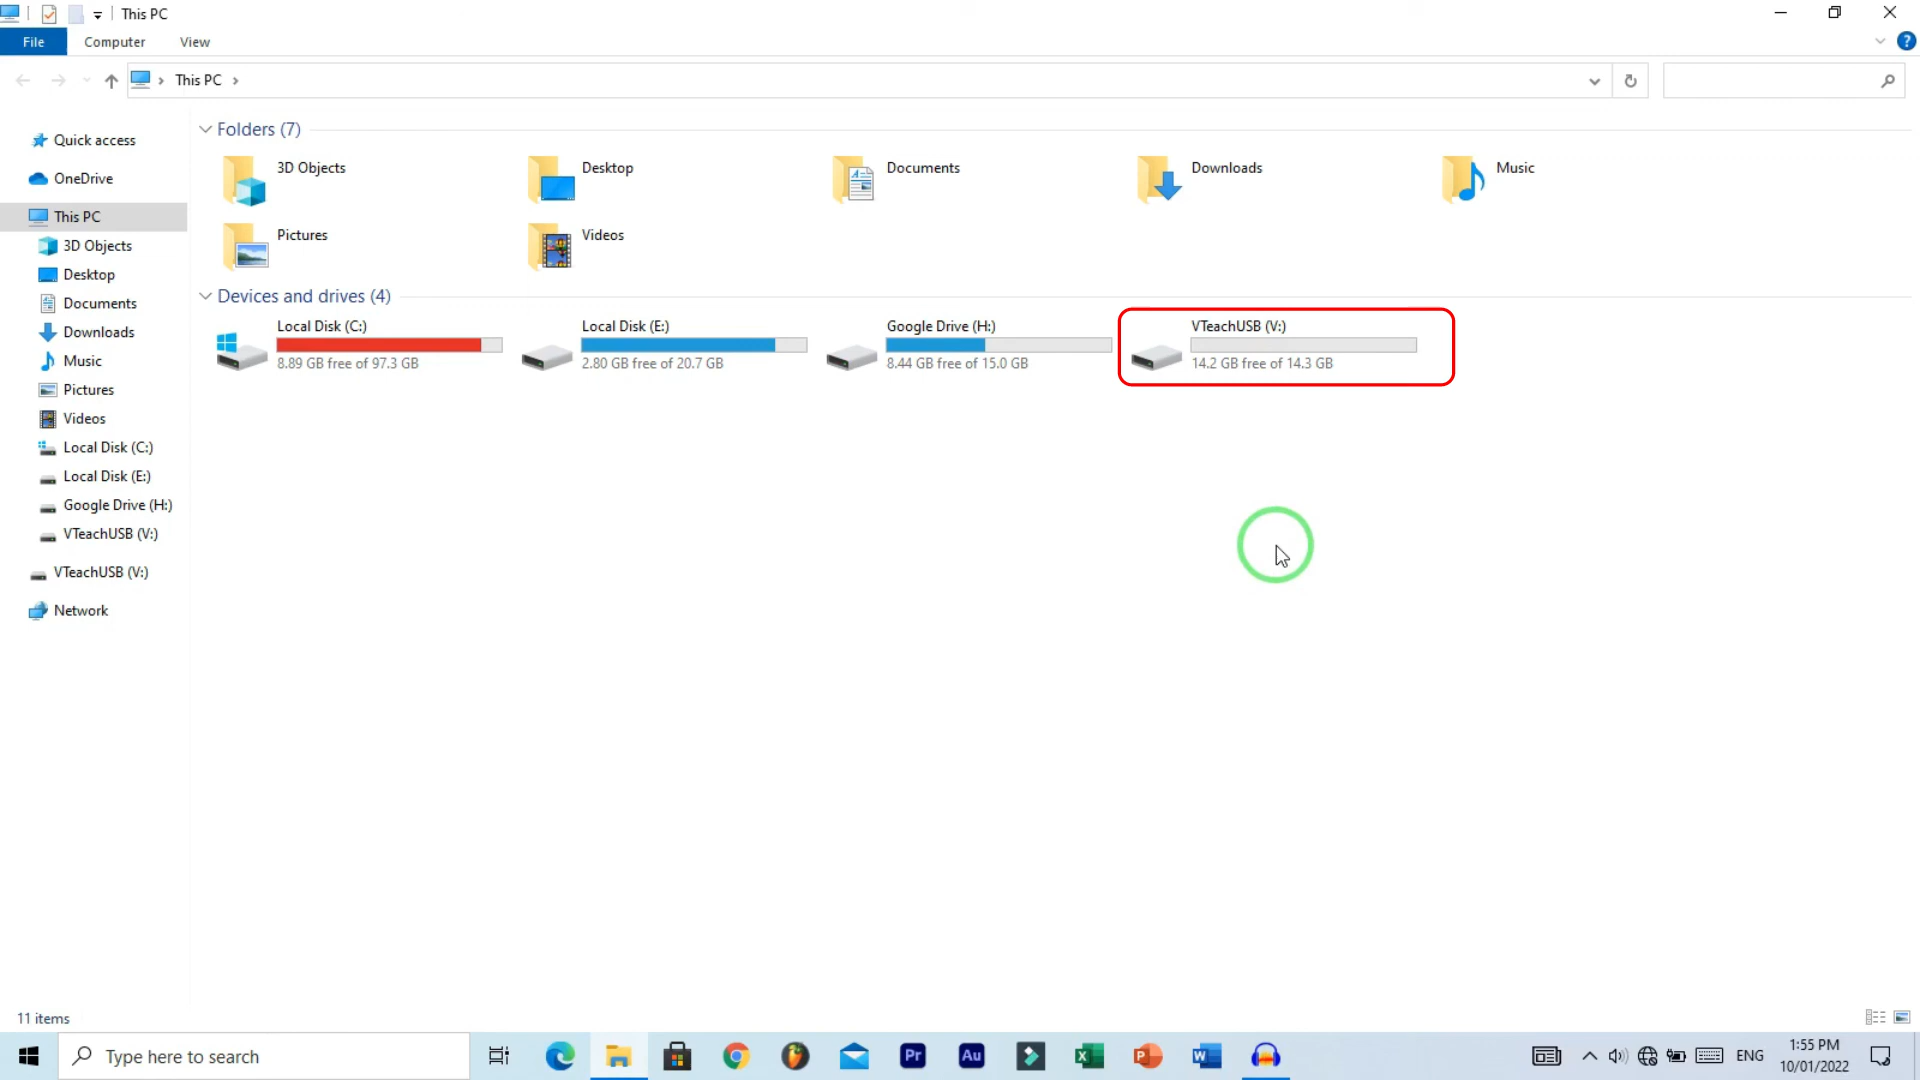 This PC
File
Computer
View
This PC
Quick access
OneDrive
This PC
3D Objects
Desktop
Documents
Downloads
Music
Pictures
Videos
Local Disk (C:)
Local Disk (E:)
Google Drive (H:)
VTeachUSB (V:)
VTeachUSB (V:)
Network
Folders (7)
3D Objects
Desktop
Documents
Downloads
Music
Pictures
Videos
Devices and drives (4)
Local Disk (C:)
8.89 GB free of 97.3 GB
Local Disk (E:)
2.80 GB free of 20.7 GB
Google Drive (H:)
8.44 GB free of 15.0 GB
VTeachUSB (V:)
14.2 GB free of 14.3 GB
11 items
Type here to search
Pr
Au
ENG
1:55 PM
10/01/2022